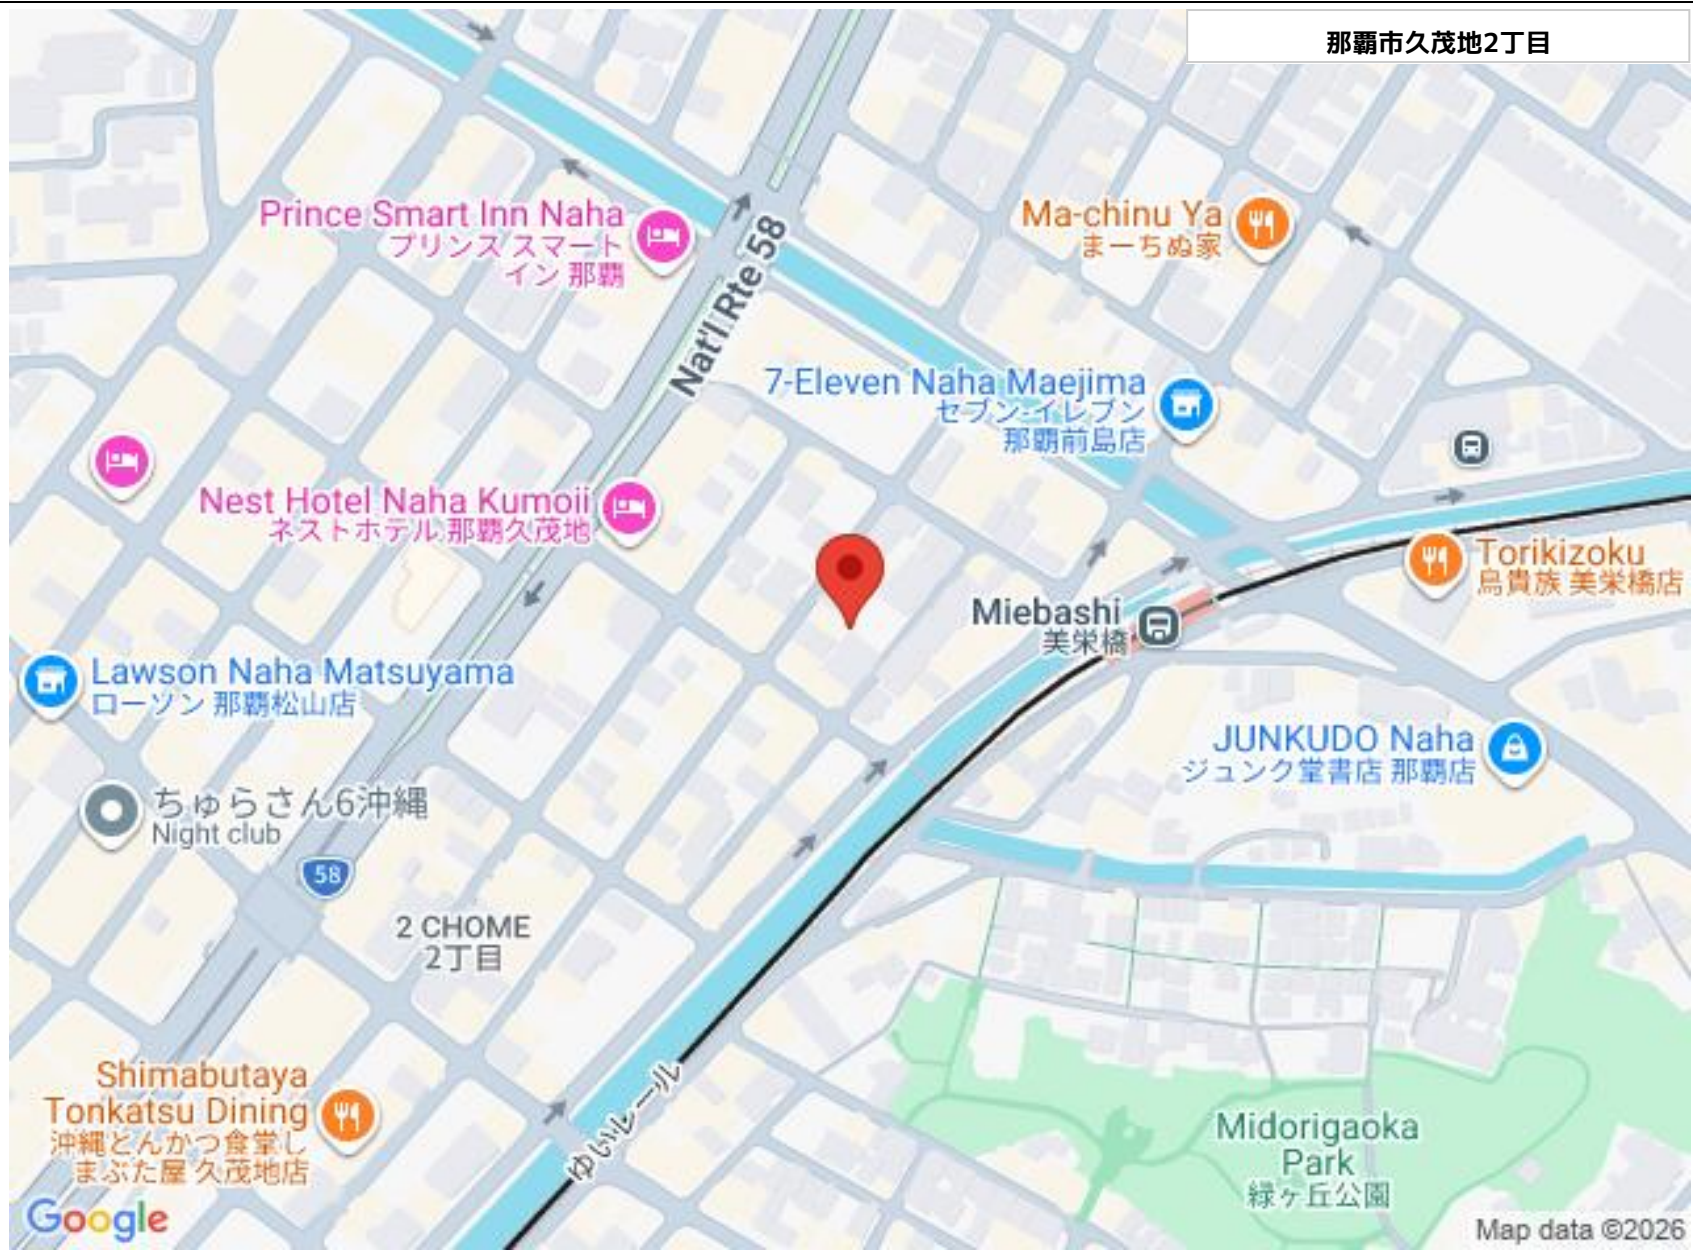 那覇市久茂地2丁目
Prince Smart Inn Naha
プリンス スマート
イン 那覇
Ma-chinu Ya
まーちぬ家
Nat'l Rte 58
7-Eleven Naha Maejima
セブン-イレブン
那覇前島店
Nest Hotel Naha Kumoji
ネストホテル 那覇久茂地
Torikizoku
鳥貴族 美栄橋店
Miebashi
美栄橋
Lawson Naha Matsuyama
ローソン 那覇松山店
JUNKUDO Naha
ジュンク堂書店 那覇店
ちゅらさん6沖縄
Night club
58
2 CHOME
2丁目
Shimabutaya
Tonkatsu Dining
沖縄とんかつ食堂し
まぶた屋 久茂地店
ゆいレール
Midorigaoka
Park
緑ヶ丘公園
Google
Map data ©2026